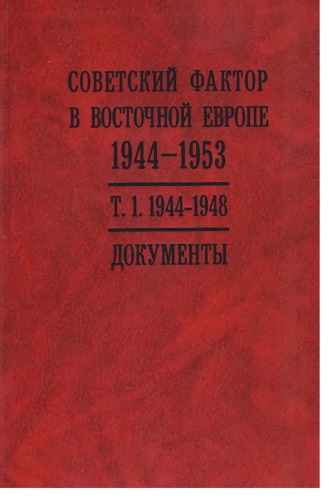 СОВЕТСКИЙ ФАКТОР
В ВОСТОЧНОЙ ЕВРОПЕ
1944–1953
Т. 1. 1944–1948
ДОКУМЕНТЫ